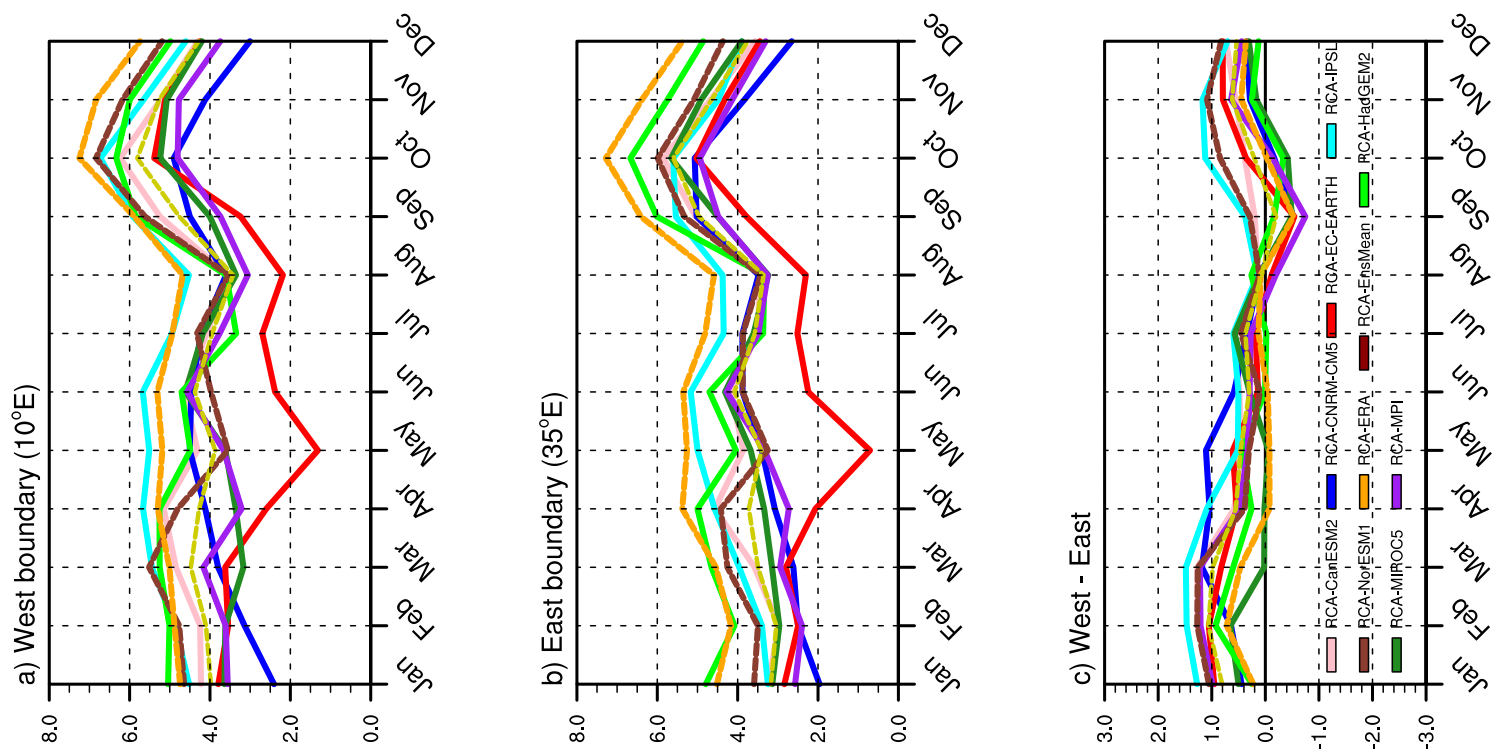 a) West boundary (10°E)
8.0
6.0
4.0
2.0
0.0
Jan Feb Mar Apr May Jun Jul Aug Sep Oct Nov Dec
b) East boundary (35°E)
8.0
6.0
4.0
2.0
0.0
Jan Feb Mar Apr May Jun Jul Aug Sep Oct Nov Dec
c) West - East
3.0
2.0
1.0
0.0
-1.0
-2.0
-3.0
RCA-CanESM2 RCA-CNRM-CM5 RCA-EC-EARTH RCA-IPSL
RCA-NorESM1 RCA-ERA RCA-EnsMean RCA-HadGEM2
RCA-MIROC5 RCA-MPI
Jan Feb Mar Apr May Jun Jul Aug Sep Oct Nov Dec